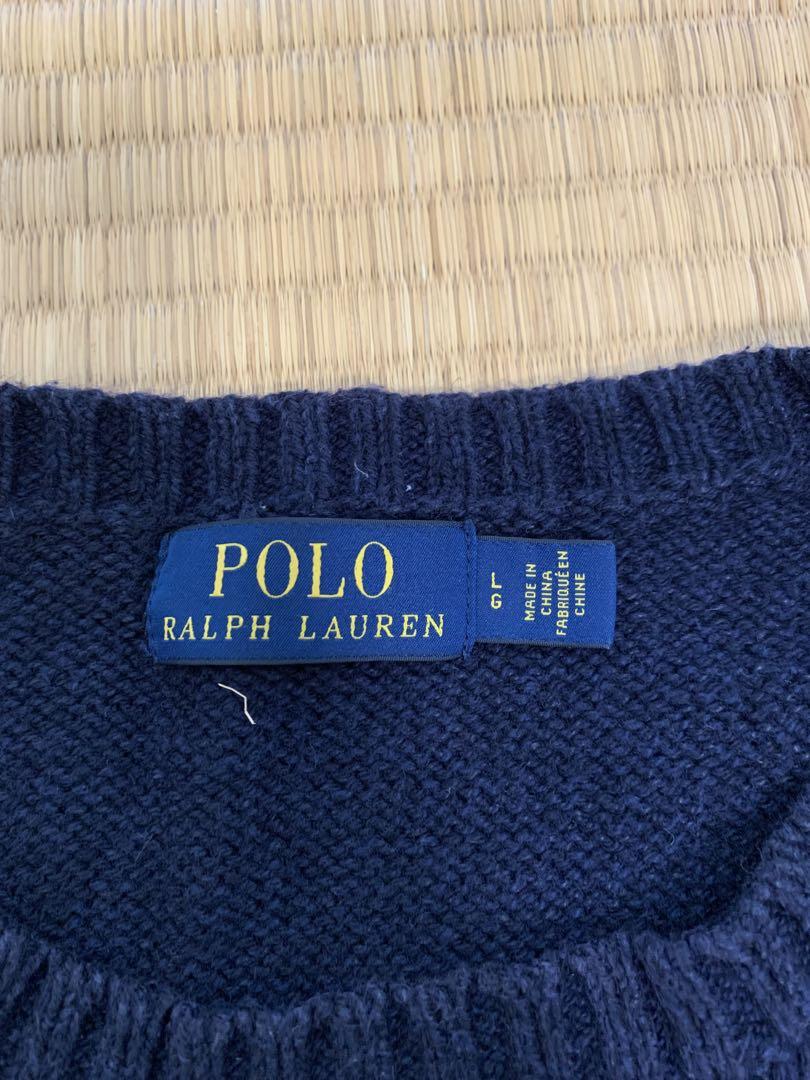 POLO
RALPH LAUREN
L
G
MADE IN
CHINA
FABRIQUÉ EN
CHINE